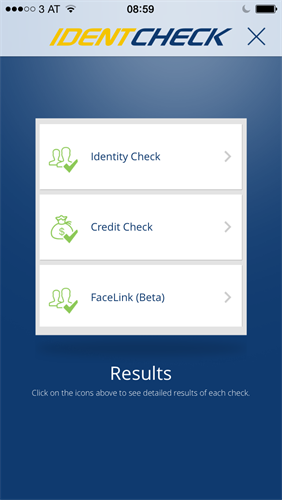 3 AT 08:59
IDENTCHECK
Identity Check
Credit Check
FaceLink (Beta)
Results
Click on the icons above to see detailed results of each check.